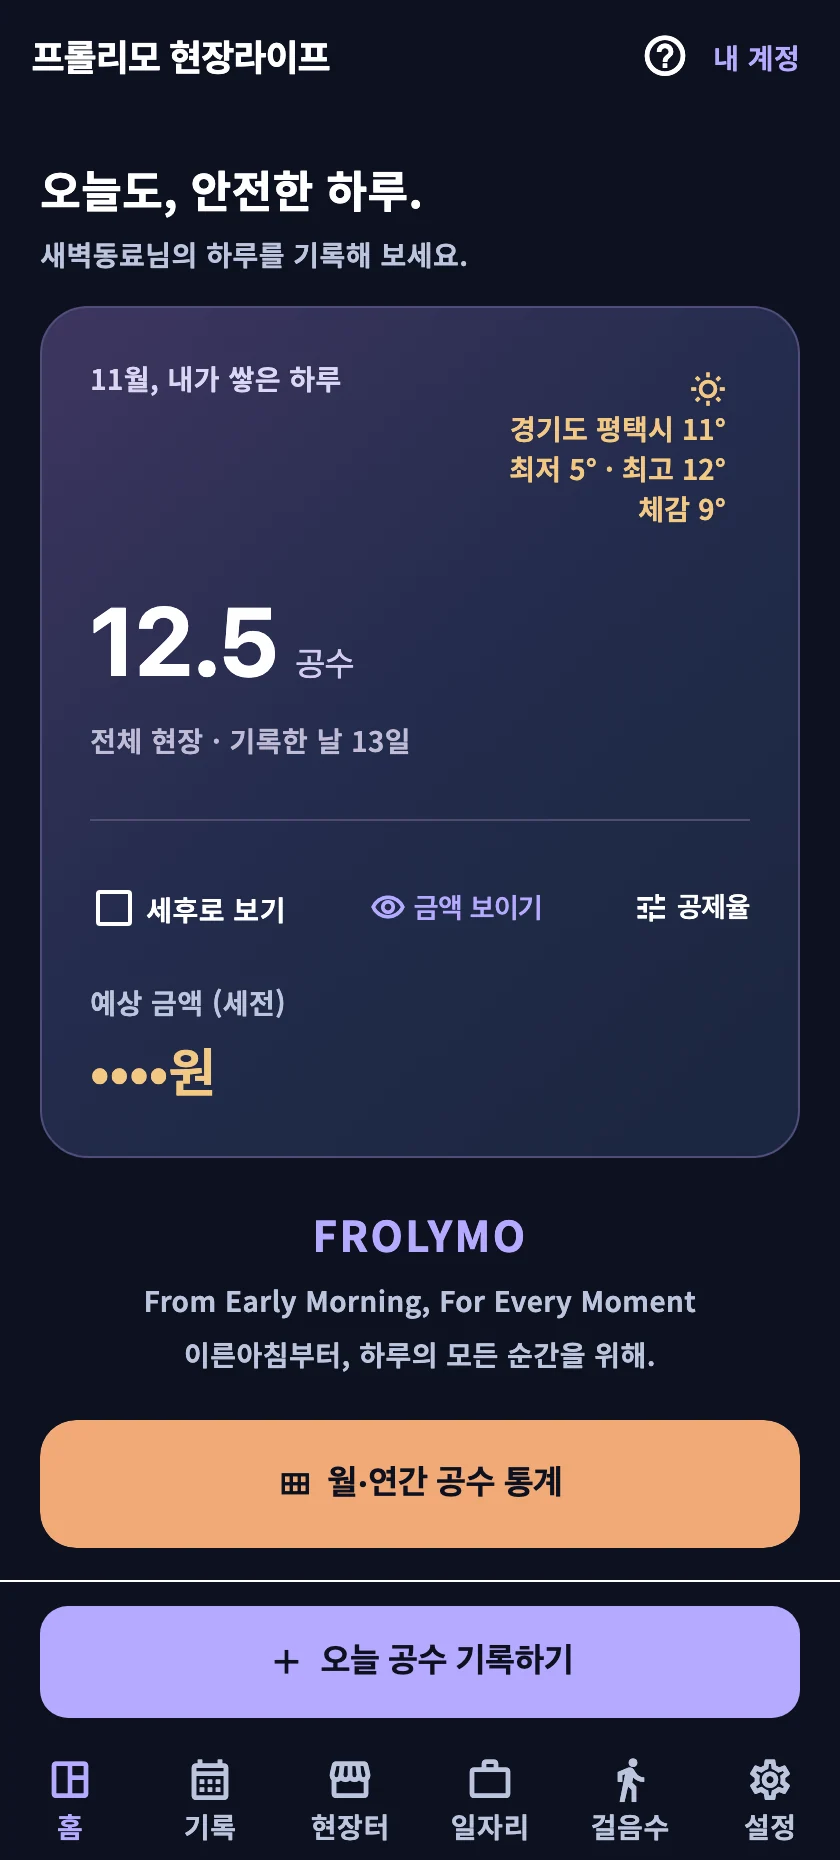 프롤리모 현장라이프
내 계정
오늘도, 안전한 하루.
새벽동료님의 하루를 기록해 보세요.
11월, 내가 쌓은 하루
경기도 평택시 11°
최저 5° · 최고 12°
체감 9°
12.5 공수
전체 현장 · 기록한 날 13일
세후로 보기
금액 보이기
공제율
예상 금액 (세전)
••••원
FROLYMO
From Early Morning, For Every Moment
이른아침부터, 하루의 모든 순간을 위해.
월·연간 공수 통계
+ 오늘 공수 기록하기
홈
기록
현장터
일자리
걸음수
설정